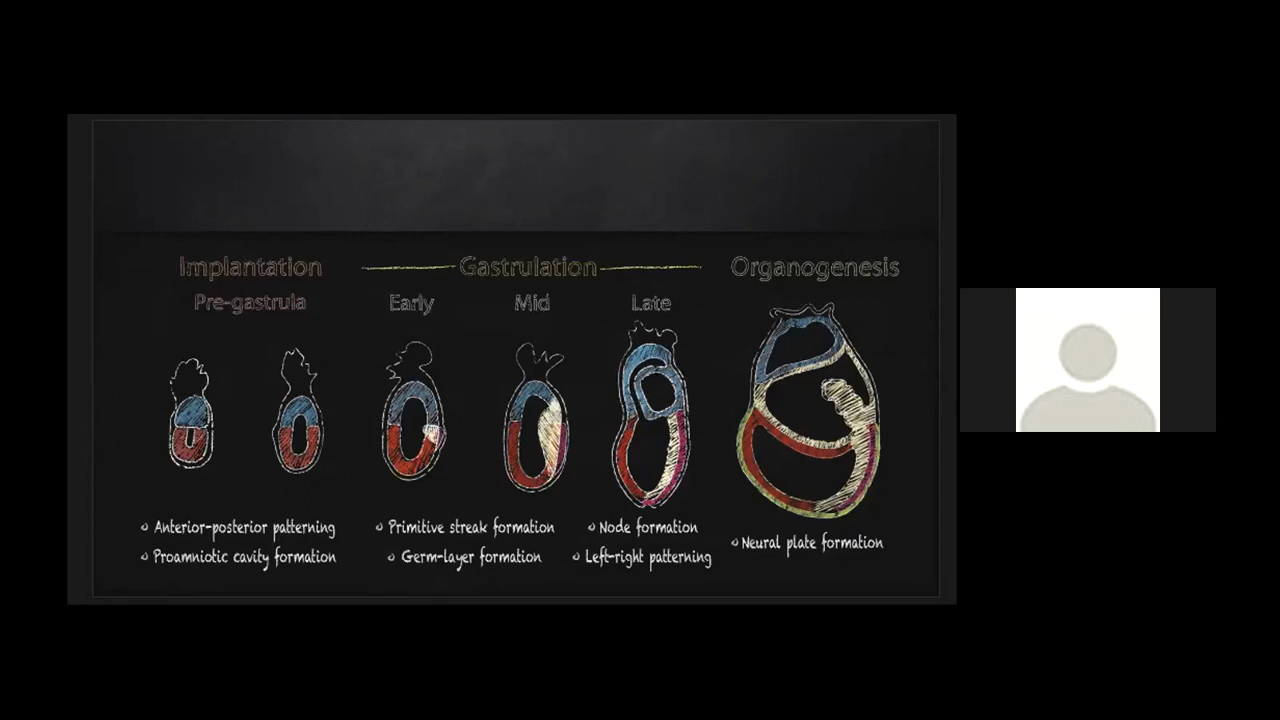 Implantation Gastrulation Organogenesis
Pre-gastrula Early Mid Late
Anterior-posterior patterning
Proamniotic cavity formation
Primitive streak formation
Germ-layer formation
Node formation
Left-right patterning
Neural plate formation